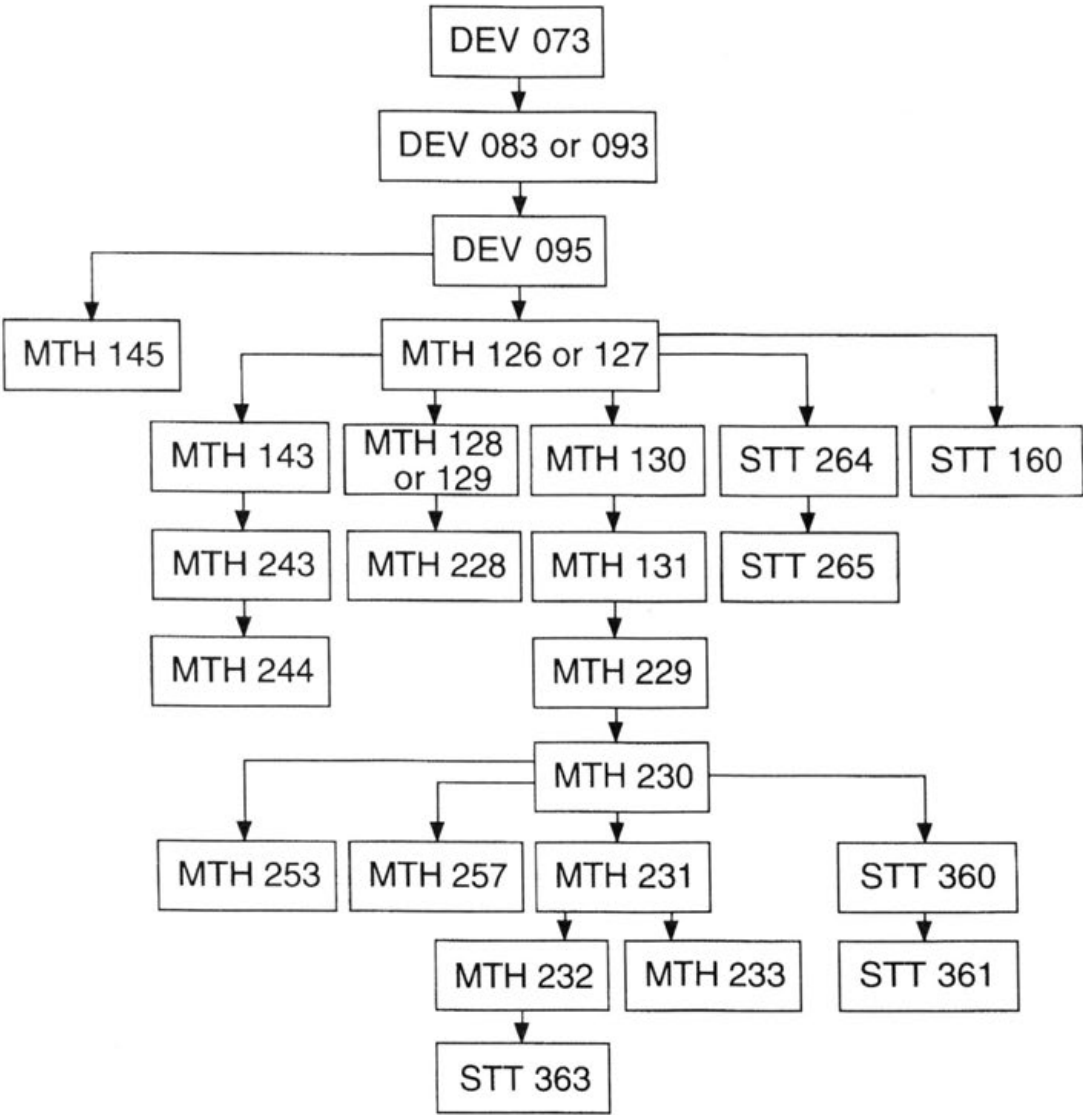 DEV 073
DEV 083 or 093
DEV 095
MTH 145
MTH 126 or 127
MTH 143
MTH 128
or 129
MTH 130
STT 264
STT 160
MTH 243
MTH 228
MTH 131
STT 265
MTH 244
MTH 229
MTH 230
MTH 253
MTH 257
MTH 231
STT 360
MTH 232
MTH 233
STT 361
STT 363